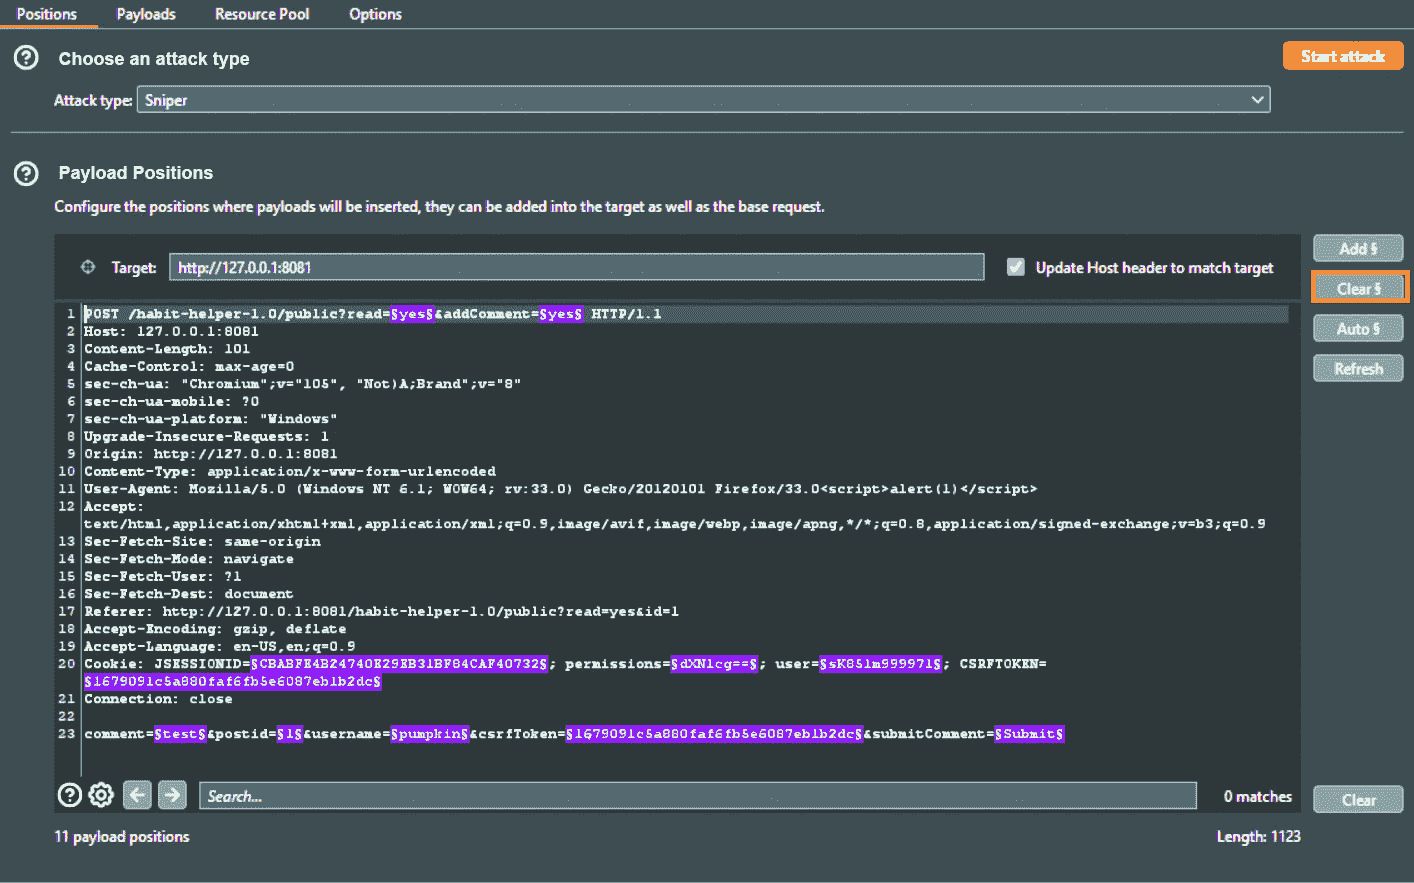 Positions Payloads Resource Pool Options
Choose an attack type
Start attack
Attack type: Sniper
Payload Positions
Configure the positions where payloads will be inserted, they can be added into the target as well as the base request.
Add §
Target: http://127.0.0.1:8081
Update Host header to match target
Clear §
Auto §
Refresh
1 POST /habit-helper-1.0/public?read=§yes§&addComment=§yes§ HTTP/1.1
2 Host: 127.0.0.1:8081
3 Content-Length: 101
4 Cache-Control: max-age=0
5 sec-ch-ua: "Chromium";v="105", "Not)A;Brand";v="8"
6 sec-ch-ua-mobile: ?0
7 sec-ch-ua-platform: "Windows"
8 Upgrade-Insecure-Requests: 1
9 Origin: http://127.0.0.1:8081
10 Content-Type: application/x-www-form-urlencoded
11 User-Agent: Mozilla/5.0 (Windows NT 6.1; WOW64; rv:33.0) Gecko/20120101 Firefox/33.0<script>alert(1)</script>
12 Accept:
text/html,application/xhtml+xml,application/xml;q=0.9,image/avif,image/webp,image/apng,*/*;q=0.8,application/signed-exchange;v=b3;q=0.9
13 Sec-Fetch-Site: same-origin
14 Sec-Fetch-Mode: navigate
15 Sec-Fetch-User: ?1
16 Sec-Fetch-Dest: document
17 Referer: http://127.0.0.1:8081/habit-helper-1.0/public?read=yes&id=1
18 Accept-Encoding: gzip, deflate
19 Accept-Language: en-US,en;q=0.9
20 Cookie: JSESSIONID=§CBABFE4B24740E29EB31BF84CAF40732§; permissions=§dXNlcg==§; user=§sK851m999971§; CSRFTOKEN=
§1679091c5a880faf6fb5e6087eb1b2dc§
21 Connection: close
22
23 comment=§test§&postid=§1§&username=§pumpkin§&csrfToken=§1679091c5a880faf6fb5e6087eb1b2dc§&submitComment=§Submit§
Search...
0 matches
Clear
11 payload positions
Length: 1123